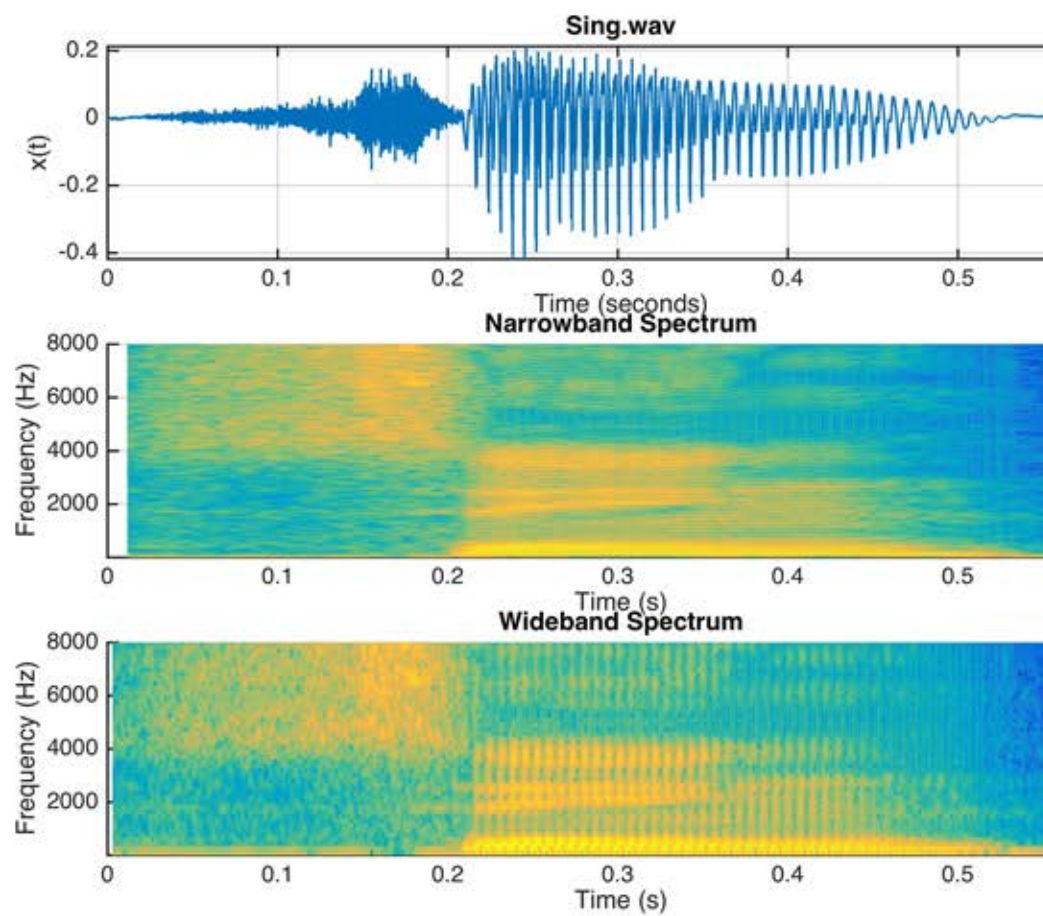 Sing.wav
0.2
0
-0.2
-0.4
x(t)
0 0.1 0.2 0.3 0.4 0.5
Time (seconds)
Narrowband Spectrum
8000
6000
4000
2000
Frequency (Hz)
0 0.1 0.2 0.3 0.4 0.5
Time (s)
Wideband Spectrum
8000
6000
4000
2000
Frequency (Hz)
0 0.1 0.2 0.3 0.4 0.5
Time (s)